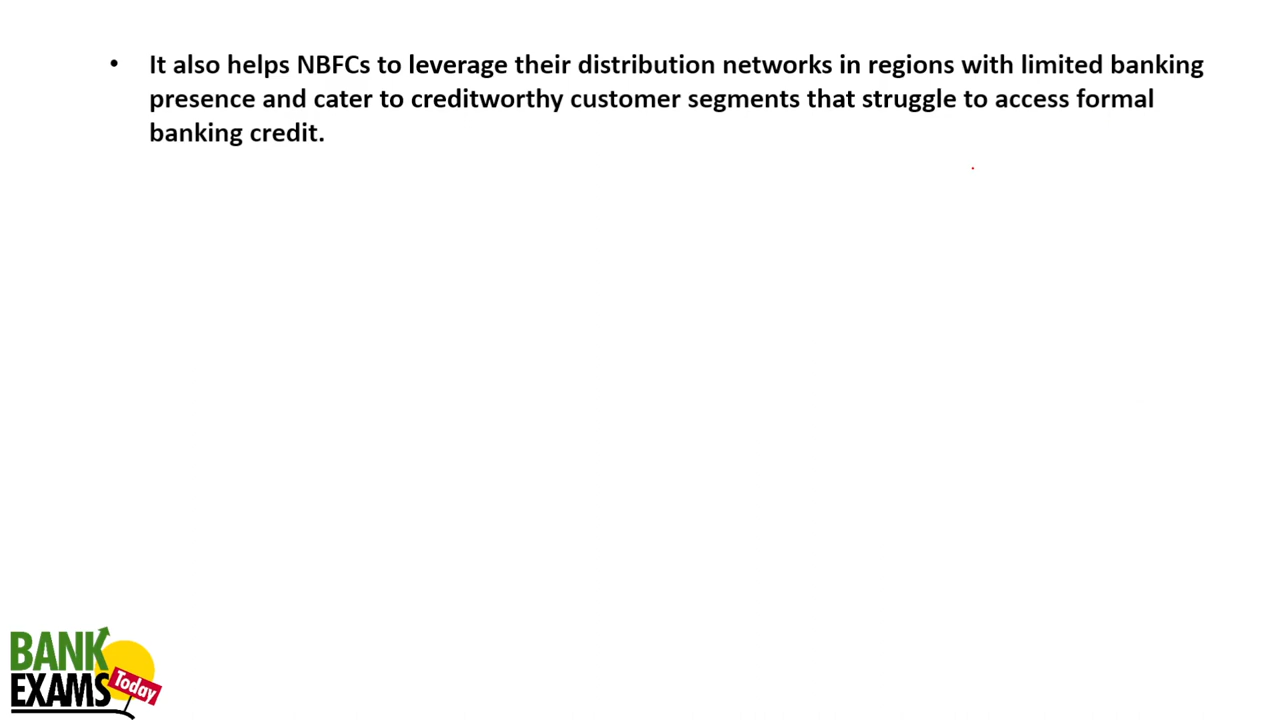 • It also helps NBFCs to leverage their distribution networks in regions with limited banking
presence and cater to creditworthy customer segments that struggle to access formal
banking credit.
BANK
EXAMS
Today